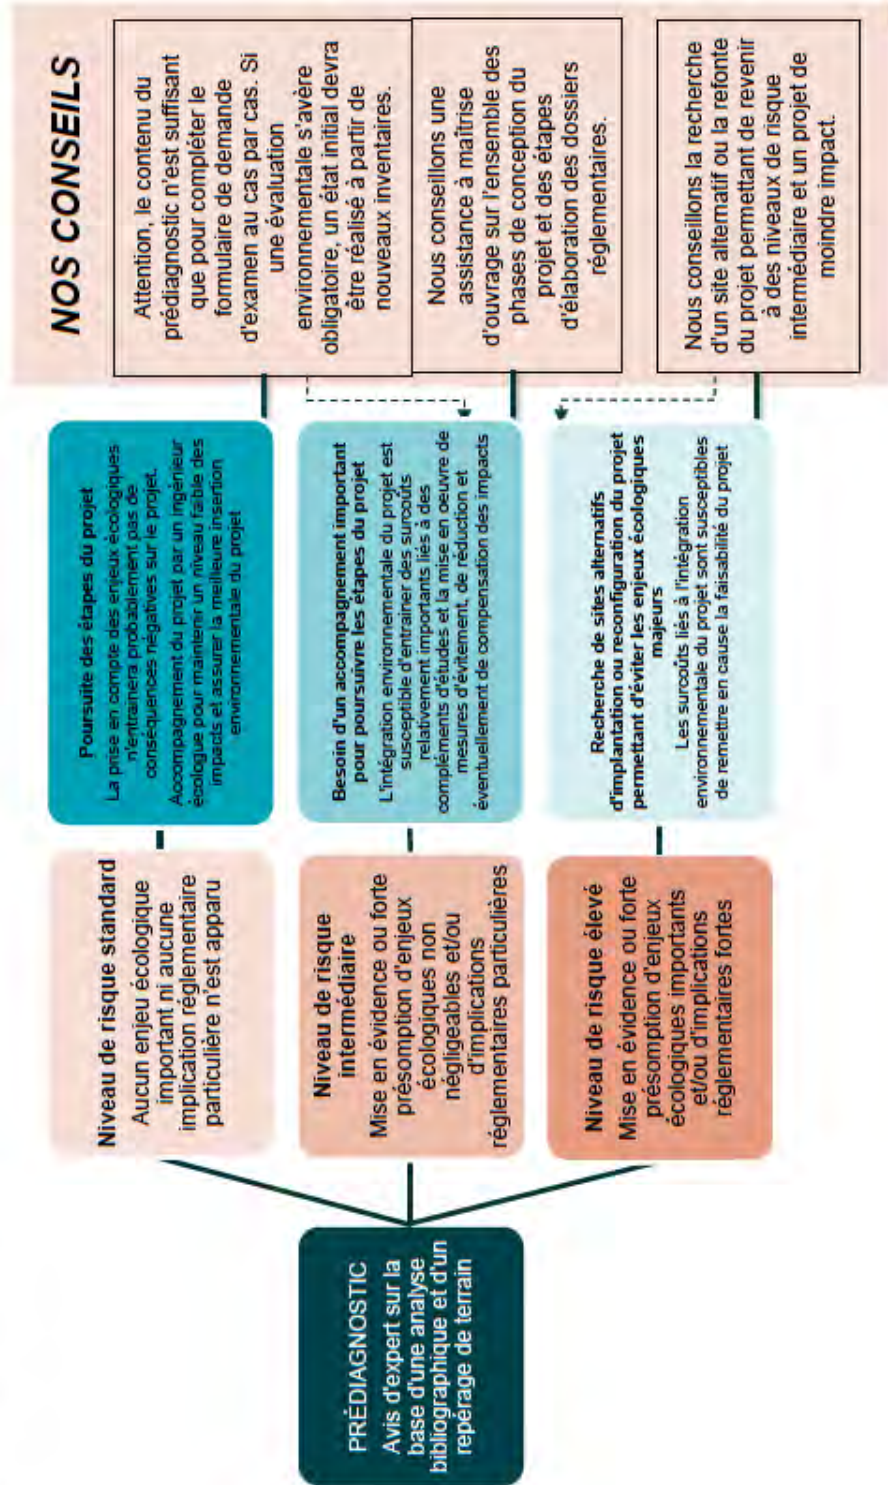 PRÉDIAGNOSTIC
Avis d'expert sur la
base d'une analyse
bibliographique et d'un
repérage de terrain
Niveau de risque standard
Aucun enjeu écologique
important ni aucune
implication réglementaire
particulière n'est apparu
Poursuite des étapes du projet
La prise en compte des enjeux écologiques
n'entrainera probablement pas de
conséquences négatives sur le projet.
Accompagnement du projet par un ingénieur
écologue pour maintenir un niveau faible des
impacts et assurer la meilleure insertion
environnementale du projet
Niveau de risque
intermédiaire
Mise en évidence ou forte
présomption d'enjeux
écologiques non
négligeables et/ou
d'implications
réglementaires particulières
Besoin d'un accompagnement important
pour poursuivre les étapes du projet
L'intégration environnementale du projet est
susceptible d'entrainer des surcoûts
relativement importants liés à des
compléments d'études et la mise en oeuvre de
mesures d'évitement, de réduction et
éventuellement de compensation des impacts
Niveau de risque élevé
Mise en évidence ou forte
présomption d'enjeux
écologiques importants
et/ou d'implications
réglementaires fortes
Recherche de sites alternatifs
d'implantation ou reconfiguration du projet
permettant d'éviter les enjeux écologiques
majeurs
Les surcoûts liés à l'intégration
environnementale du projet sont susceptibles
de remettre en cause la faisabilité du projet
NOS CONSEILS
Attention, le contenu du
prédiagnostic n'est suffisant
que pour compléter le
formulaire de demande
d'examen au cas par cas. Si
une évaluation
environnementale s'avère
obligatoire, un état initial devra
être réalisé à partir de
nouveaux inventaires.
Nous conseillons une
assistance à maîtrise
d'ouvrage sur l'ensemble des
phases de conception du
projet et des étapes
d'élaboration des dossiers
réglementaires.
Nous conseillons la recherche
d'un site alternatif ou la refonte
du projet permettant de revenir
à des niveaux de risque
intermédiaire et un projet de
moindre impact.